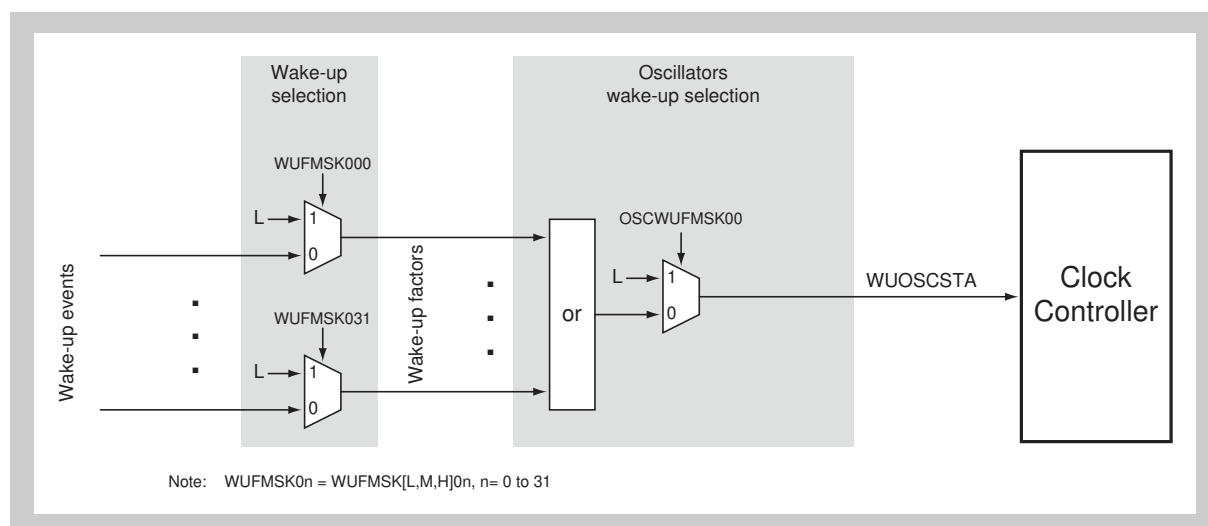 Wake-up
selection
Oscillators
wake-up selection
WUFMSK000
L
1
0
OSCWUFMSK00
L
1
0
WUFMSK031
L
1
0
Wake-up events
Wake-up factors
or
WUOSCSTA
Clock
Controller
Note: WUFMSK0n = WUFMSK[L,M,H]0n, n= 0 to 31